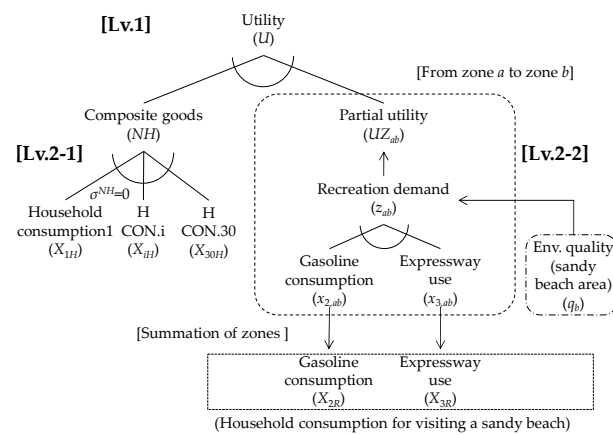 [Lv.1]
Utility
(U)
[From zone a to zone b]
Composite goods
(NH)
Partial utility
(UZab)
[Lv.2-1]
[Lv.2-2]
σNH=0
Recreation demand
(zab)
Household
consumption1
(X1H)
H
CON.i
(XiH)
H
CON.30
(X30H)
Env. quality
(sandy
beach area)
(qb)
Gasoline
consumption
(x2,ab)
Expressway
use
(x3,ab)
[Summation of zones ]
Gasoline
consumption
(X2R)
Expressway
use
(X3R)
(Household consumption for visiting a sandy beach)